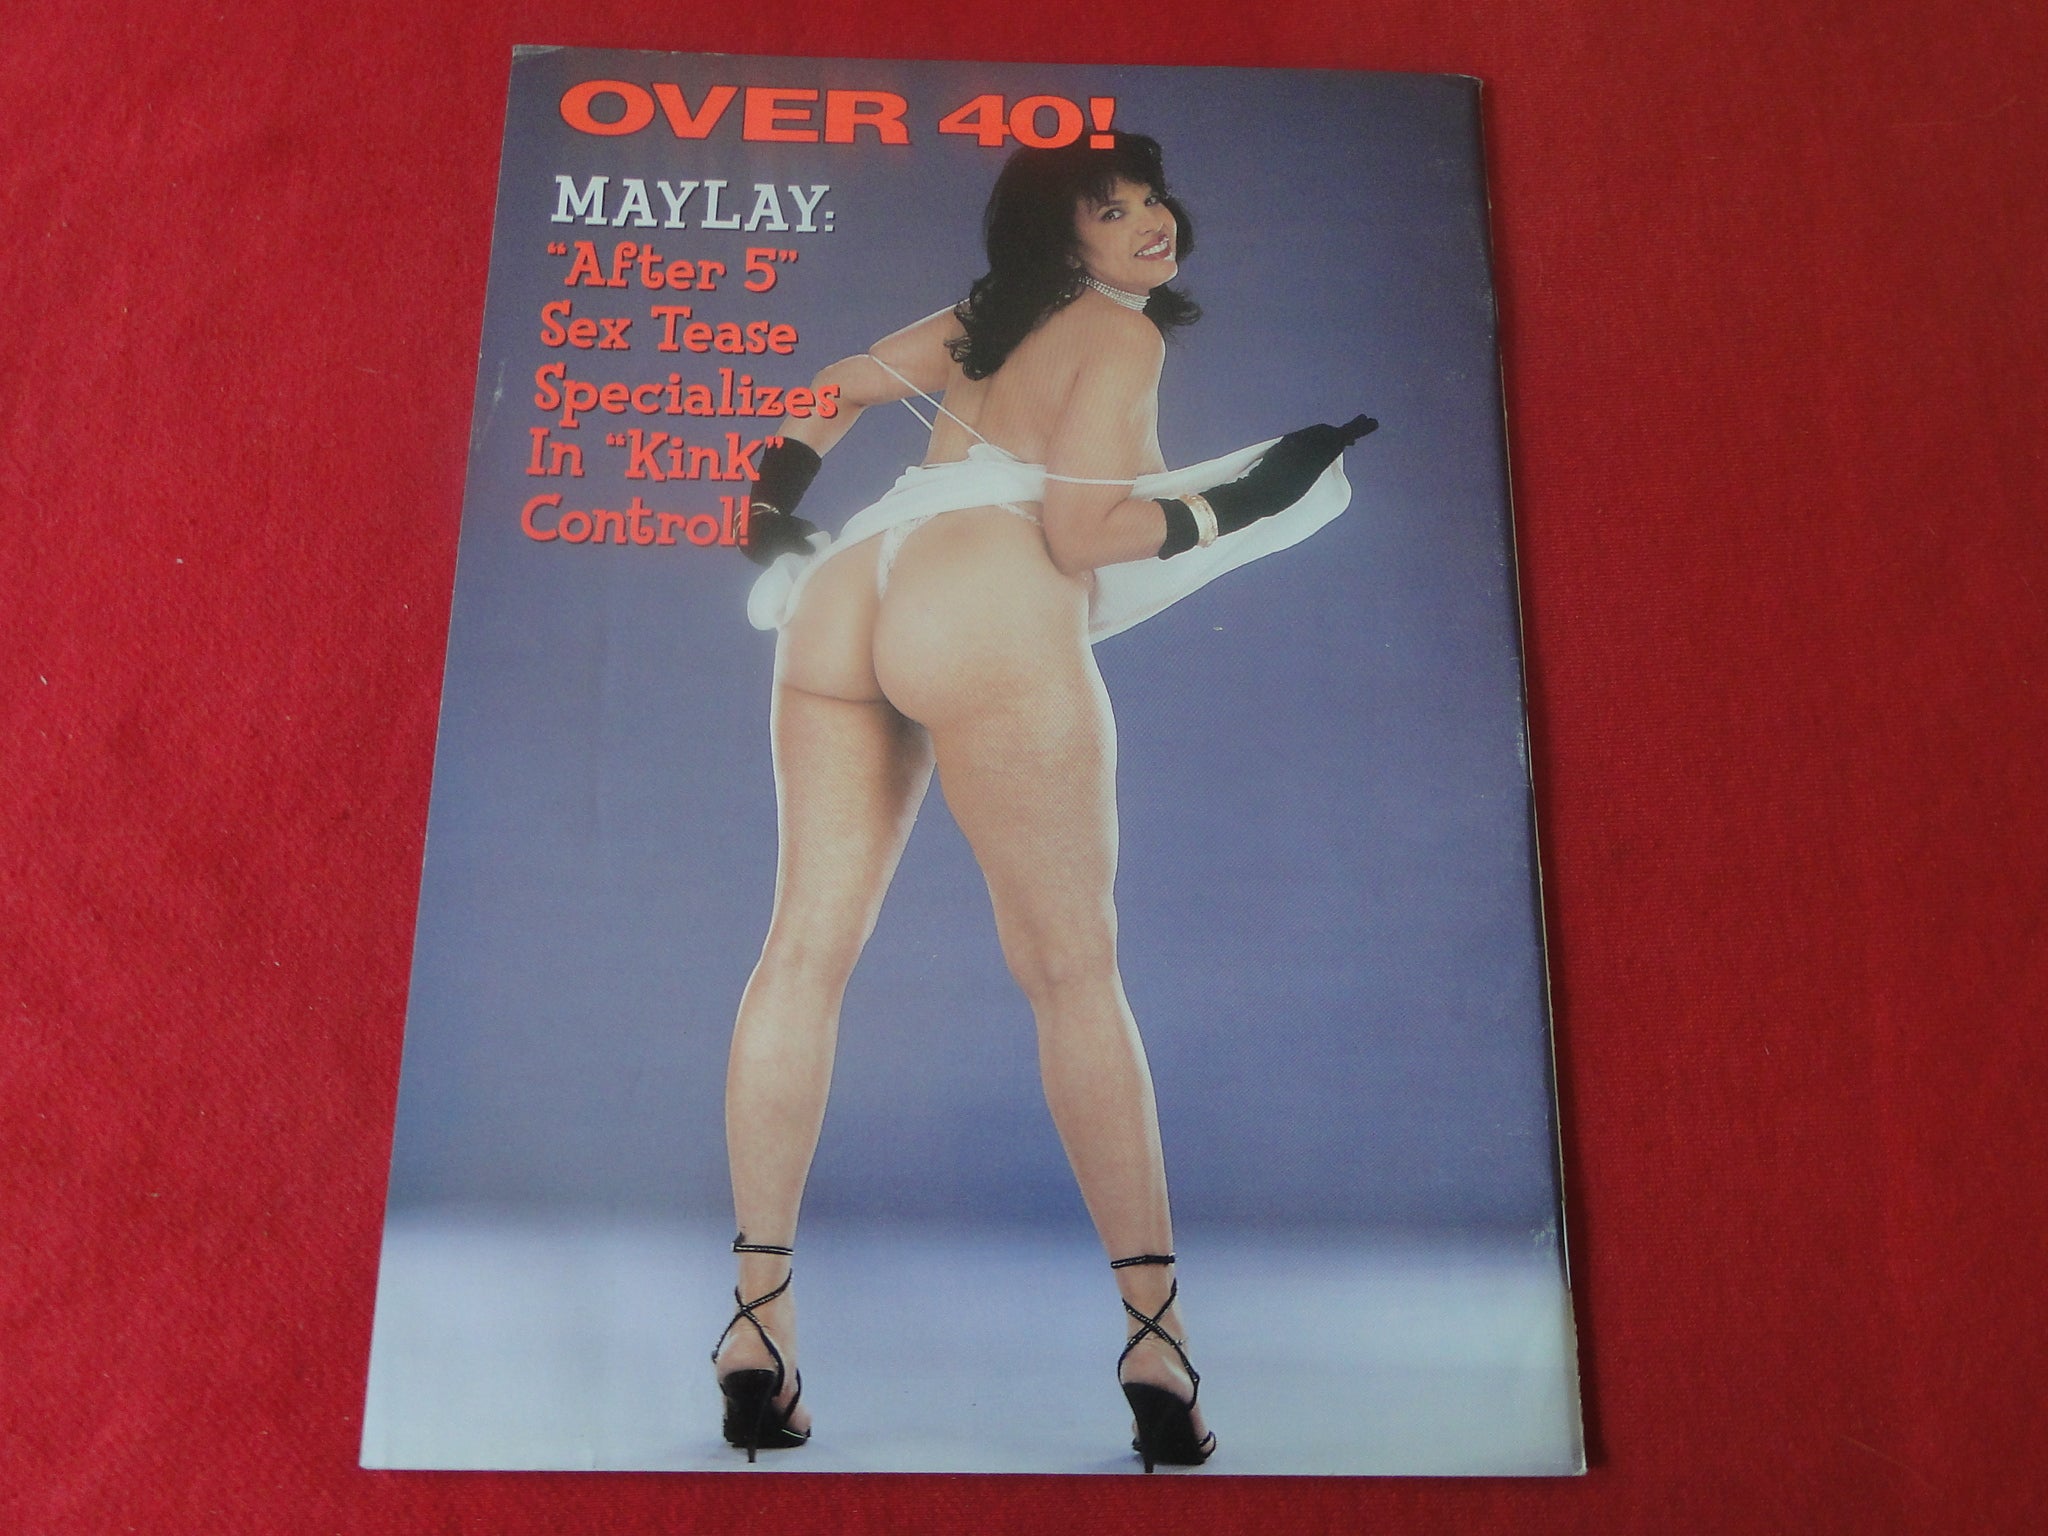 OVER 40!
MAYLAY:
"After 5"
Sex Tease
Specializes
In "Kink"
Control!